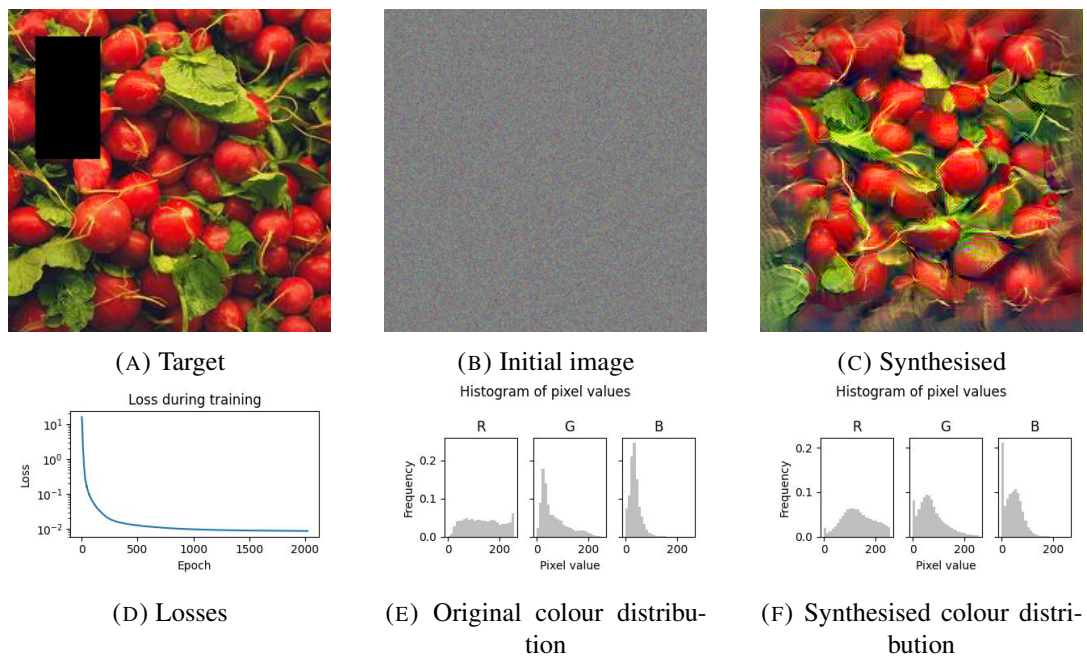 (A) Target
(B) Initial image
(C) Synthesised
Loss during training
10^1
10^0
10^-1
10^-2
Loss
0 500 1000 1500 2000
Epoch
(D) Losses
Histogram of pixel values
R G B
0.2
0.1
0.0
Frequency
0 200 0 200 0 200
Pixel value
(E) Original colour distribu-
tion
Histogram of pixel values
R G B
0.2
0.1
0.0
Frequency
0 200 0 200 0 200
Pixel value
(F) Synthesised colour distri-
bution